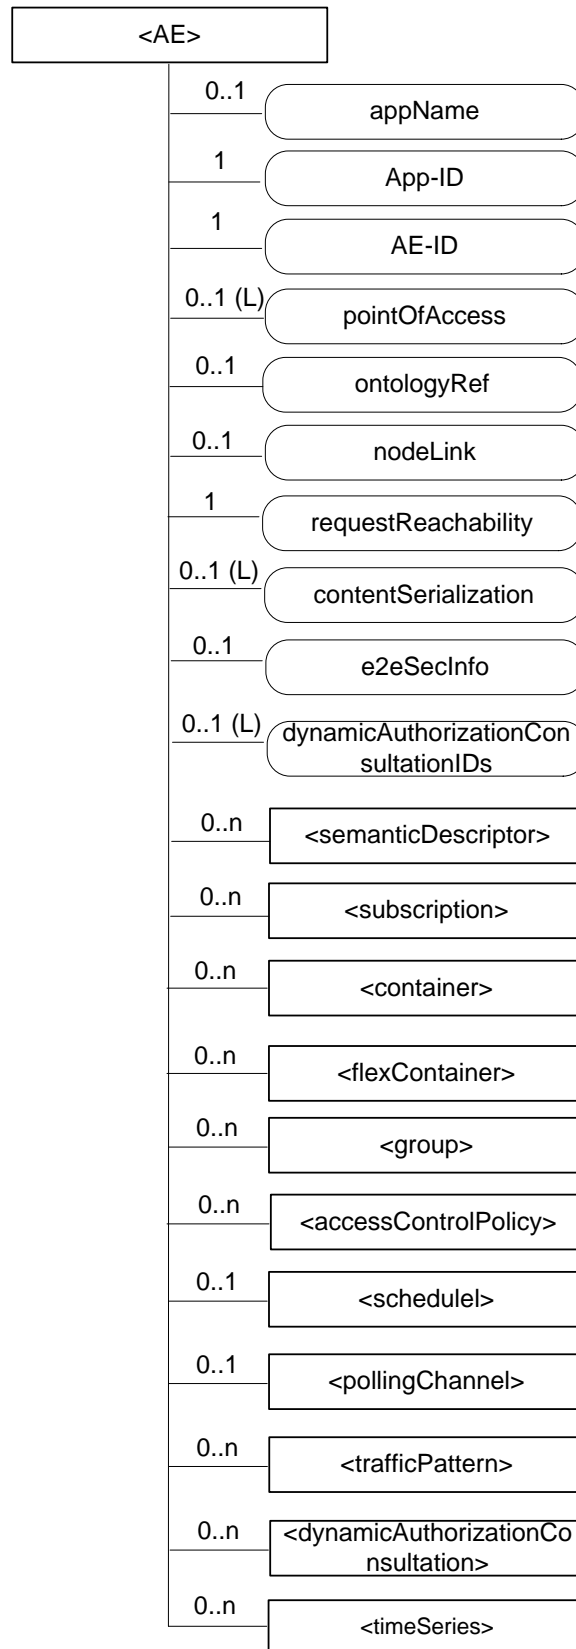 <AE>
0..1
appName
1
App-ID
1
AE-ID
0..1 (L)
pointOfAccess
0..1
ontologyRef
0..1
nodeLink
1
requestReachability
0..1 (L)
contentSerialization
0..1
e2eSecInfo
0..1 (L)
dynamicAuthorizationCon
sultationIDs
0..n
<semanticDescriptor>
0..n
<subscription>
0..n
<container>
0..n
<flexContainer>
0..n
<group>
0..n
<accessControlPolicy>
0..1
<schedulel>
0..1
<pollingChannel>
0..n
<trafficPattern>
0..n
<dynamicAuthorizationCo
nsultation>
0..n
<timeSeries>